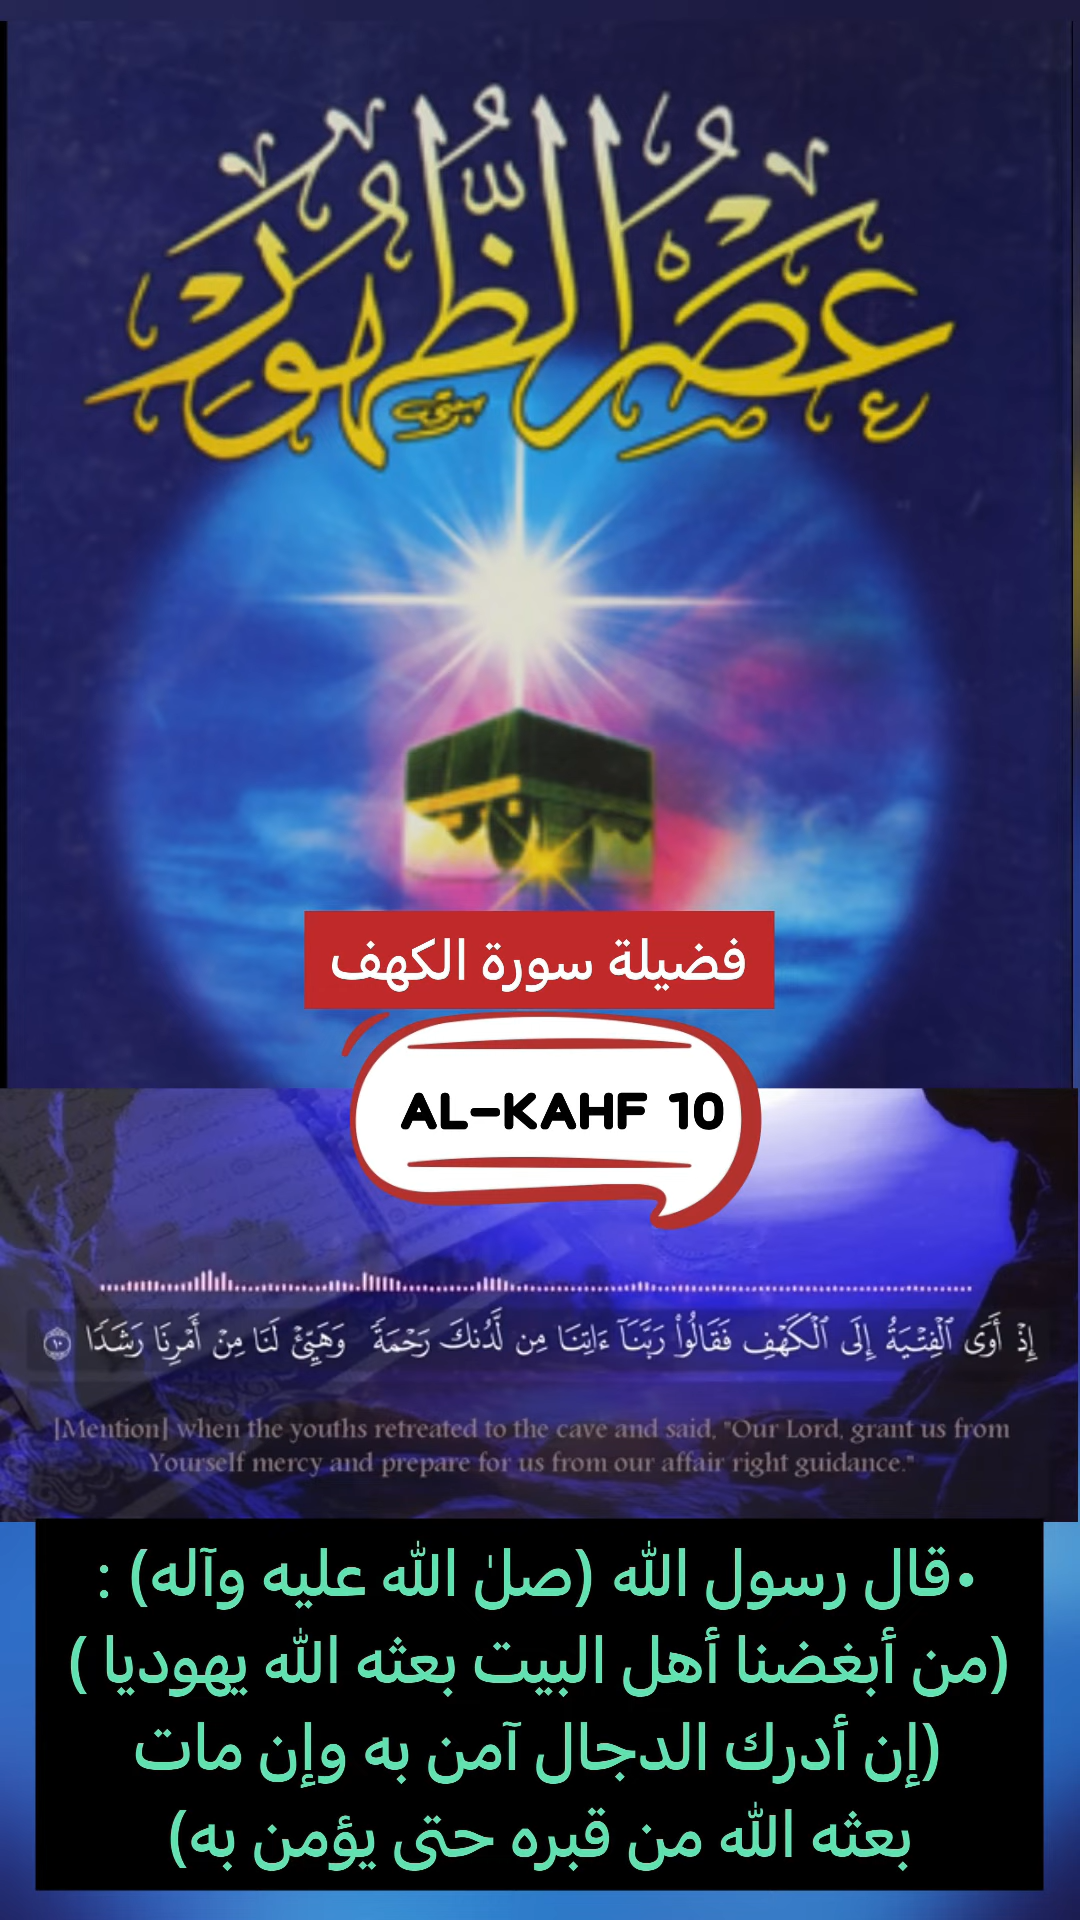 عصر الظهور
فضيلة سورة الكهف
AL-KAHF 10
إِذْ أَوَى ٱلْفِتْيَةُ إِلَى ٱلْكَهْفِ فَقَالُوا۟ رَبَّنَآ ءَاتِنَا مِن لَّدُنكَ رَحْمَةً وَهَيِّئْ لَنَا مِنْ أَمْرِنَا رَشَدًا ١٠
[Mention] when the youths retreated to the cave and said, "Our Lord, grant us from
Yourself mercy and prepare for us from our affair right guidance."
•قال رسول الله (صلىٰ الله عليه وآله) :
(من أبغضنا أهل البيت بعثه الله يهوديا )
(إن أدرك الدجال آمن به وإن مات
بعثه الله من قبره حتى يؤمن به)